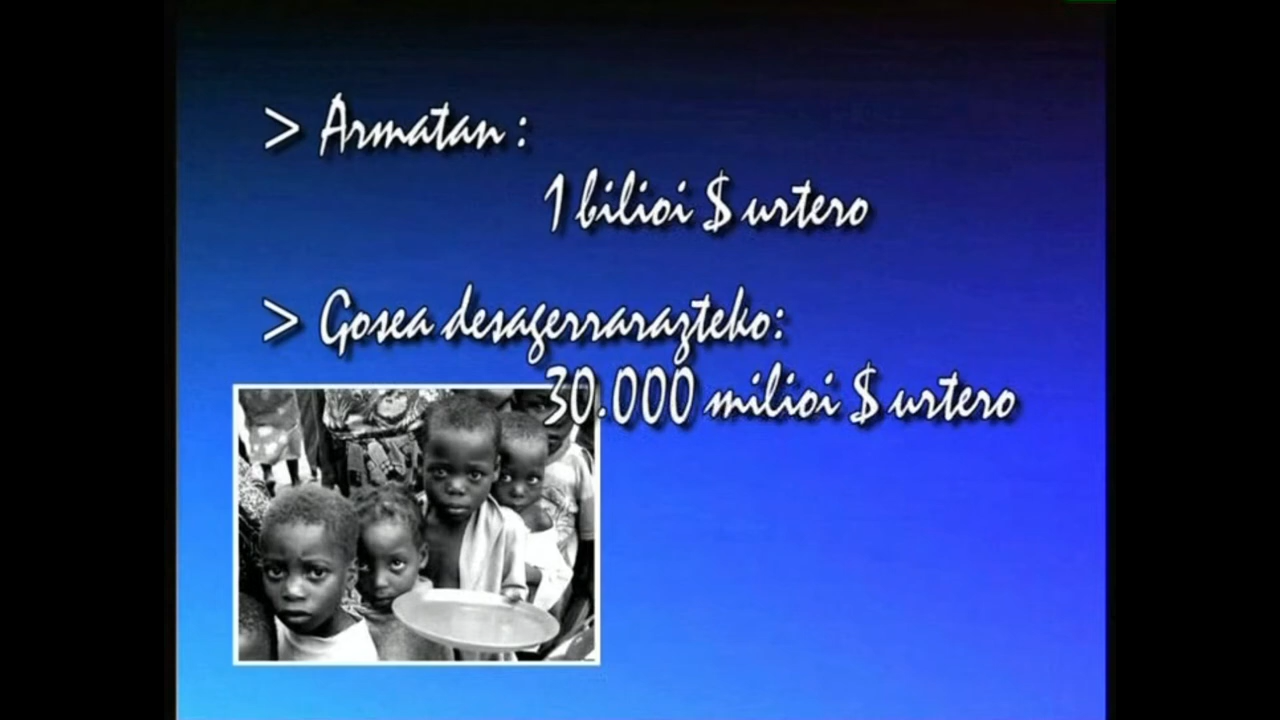 > Armatan :
1 bilioi $ urtero
> Gosea desagerrarazteko:
30.000 milioi $ urtero